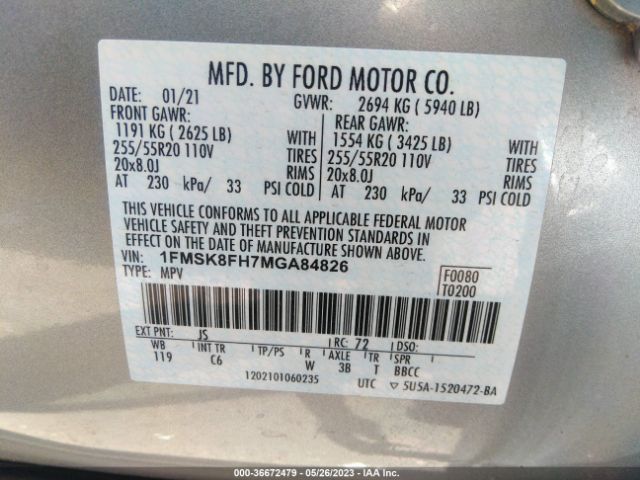 MFD. BY FORD MOTOR CO.
DATE: 01/21 GVWR: 2694 KG ( 5940 LB)
FRONT GAWR: REAR GAWR:
1191 KG ( 2625 LB) WITH 1554 KG ( 3425 LB) WITH
255/55R20 110V TIRES 255/55R20 110V TIRES
20x8.0J RIMS 20x8.0J RIMS
AT 230 kPa/ 33 PSI COLD AT 230 kPa/ 33 PSI COLD
THIS VEHICLE CONFORMS TO ALL APPLICABLE FEDERAL MOTOR
VEHICLE SAFETY AND THEFT PREVENTION STANDARDS IN
EFFECT ON THE DATE OF MANUFACTURE SHOWN ABOVE.
VIN: 1FMSK8FH7MGA84826
TYPE: MPV
F0080
T0200
EXT PNT: JS RC: 72 DSO:
WB INT TR TP/PS R AXLE TR SPR
119 C6 W 3B T BBCC
1202101060235 UTC ▽ 5U5A-1520472-BA
000-36672479 — 05/26/2023 — IAA Inc.